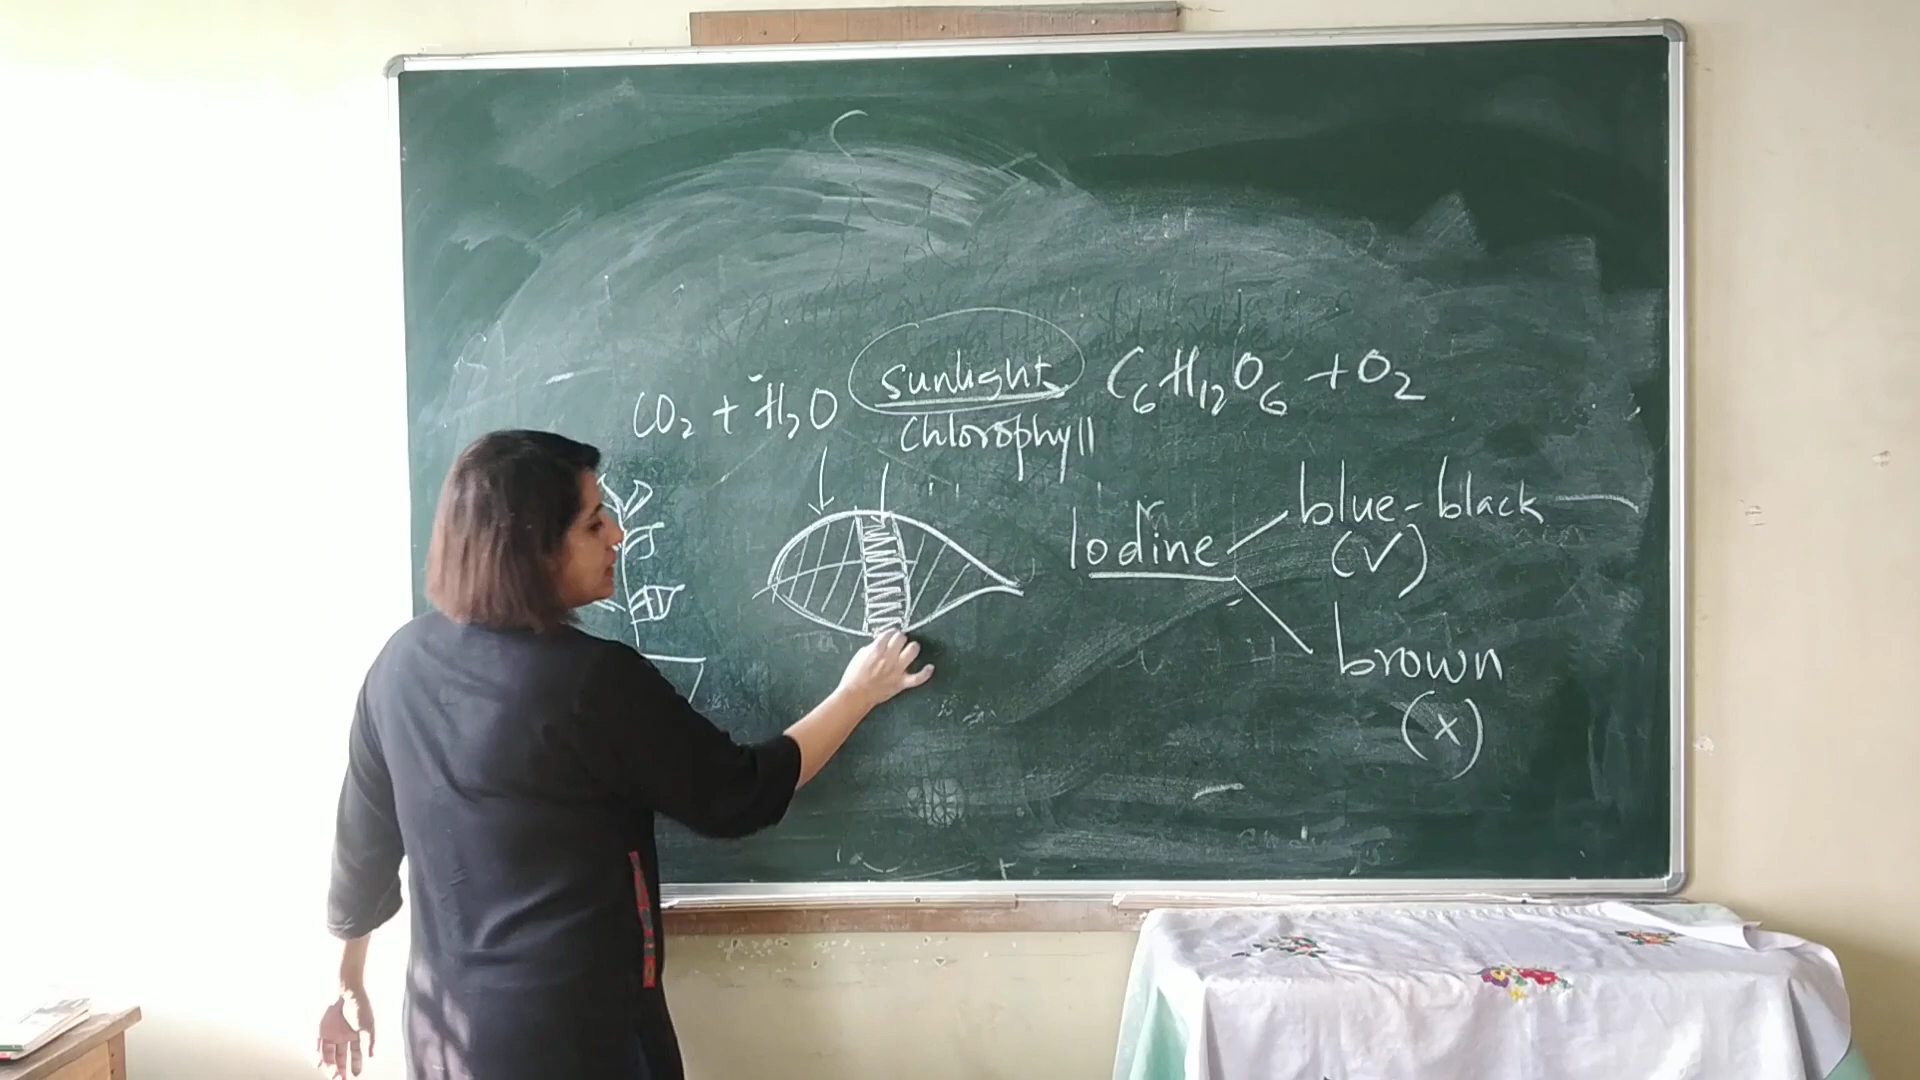 CO2 + H2O sunlight C6H12O6 + O2
chlorophyll
Iodine
blue-black
(✓)
brown
(x)